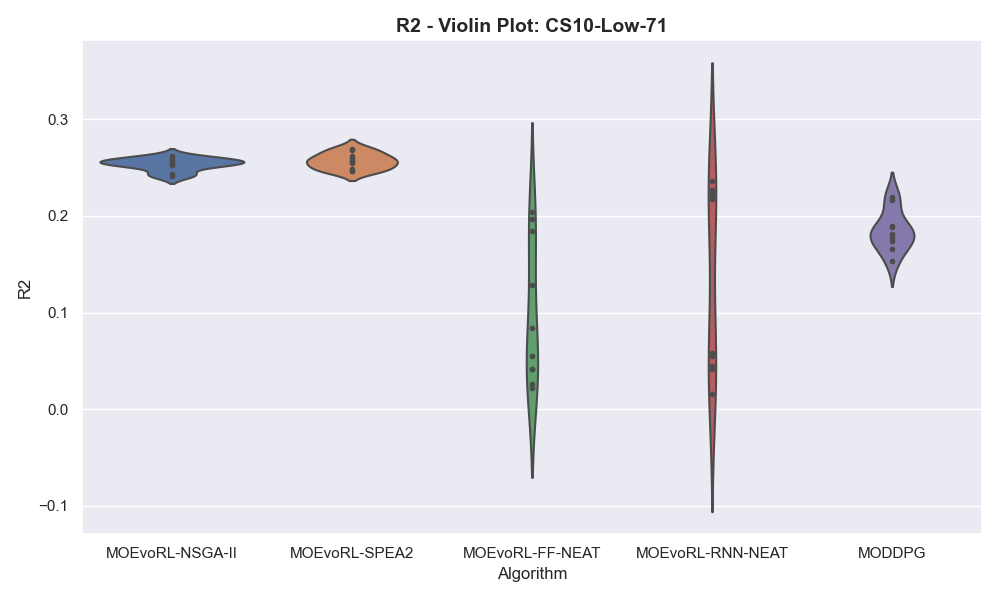 R2 - Violin Plot: CS10-Low-71
0.3
0.2
0.1
0.0
−0.1
R2
MOEvoRL-NSGA-II
MOEvoRL-SPEA2
MOEvoRL-FF-NEAT
MOEvoRL-RNN-NEAT
MODDPG
Algorithm